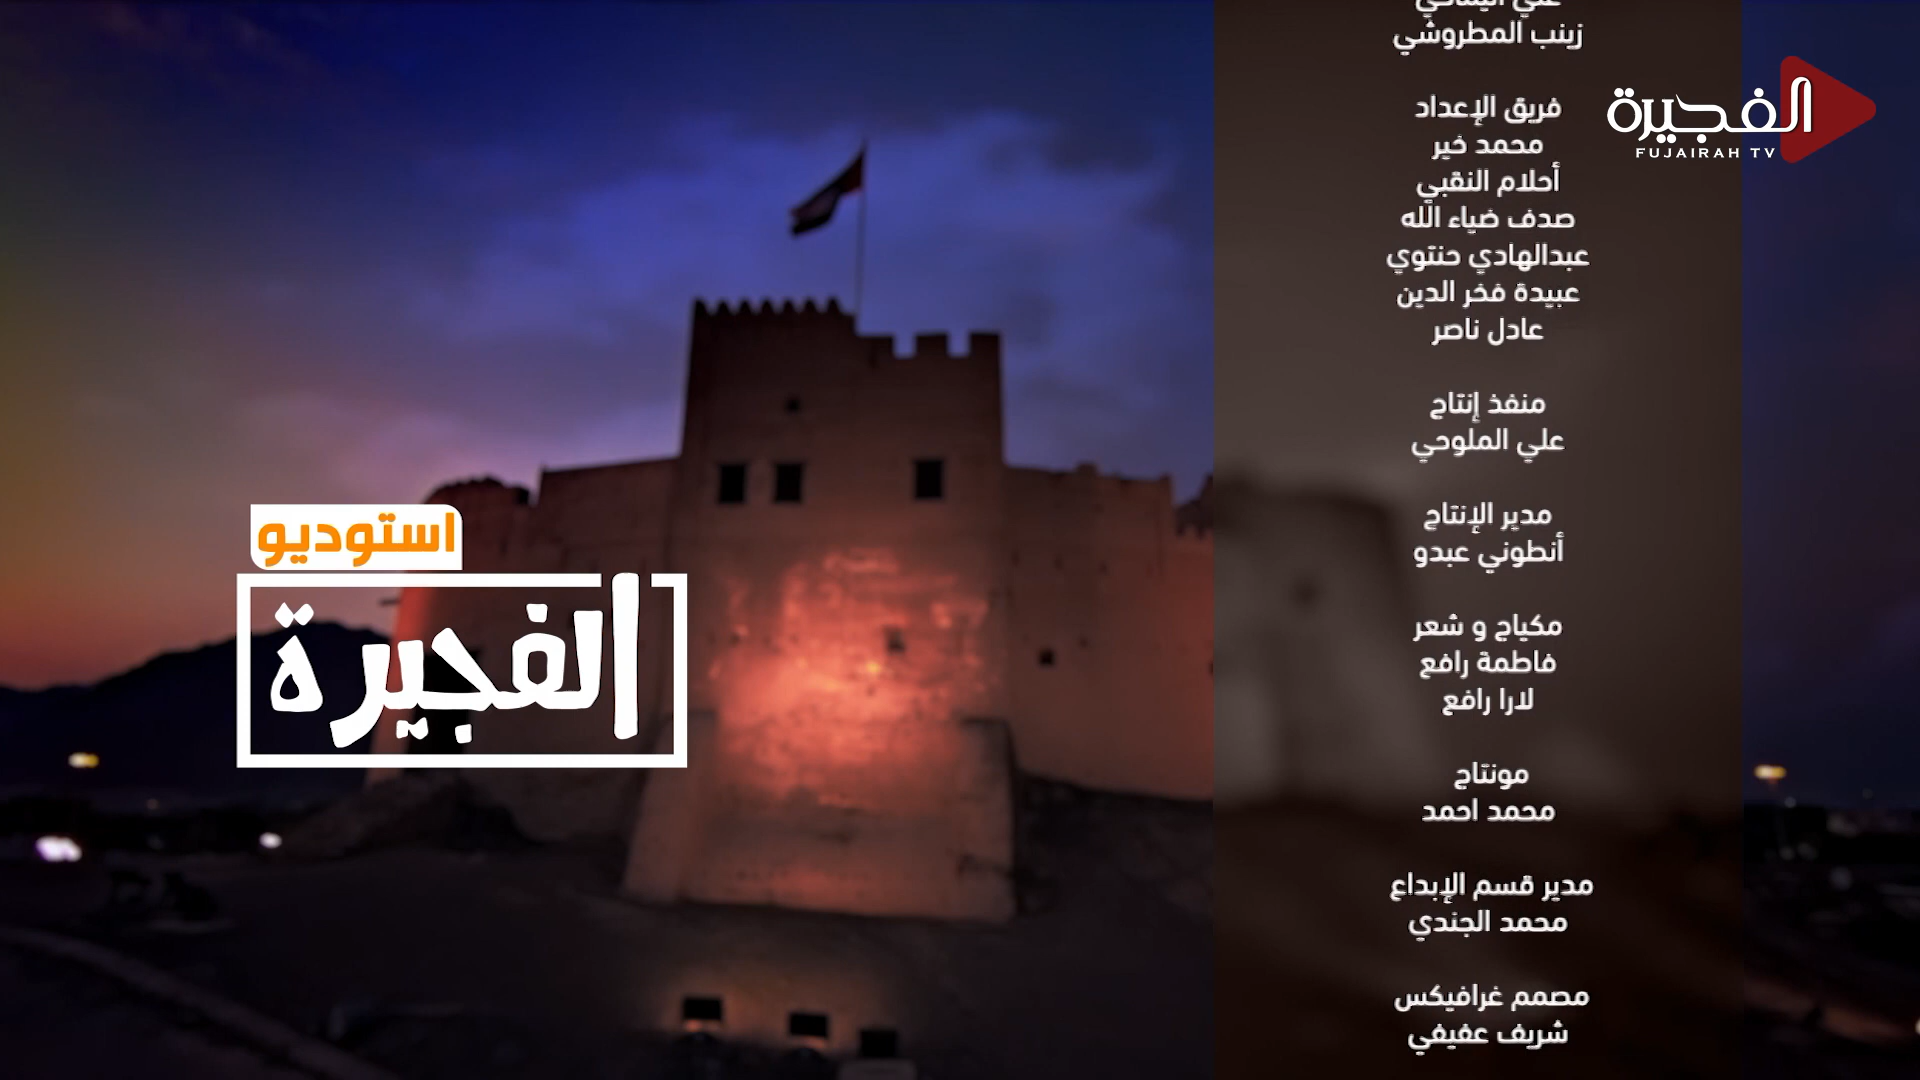 زينب المطروشي
فريق الإعداد
محمد خير
أحلام النقبي
صدف ضياء الله
عبدالهادي حنتوي
عبيدة فخر الدين
عادل ناصر
منفذ إنتاج
علي الملوحي
مدير الإنتاج
أنطوني عبدو
مكياج و شعر
فاطمة رافع
لارا رافع
مونتاج
محمد احمد
مدير قسم الإبداع
محمد الجندي
مصمم غرافيكس
شريف عفيفي
الفجيرة
FUJAIRAH TV
استوديو
الفجيرة